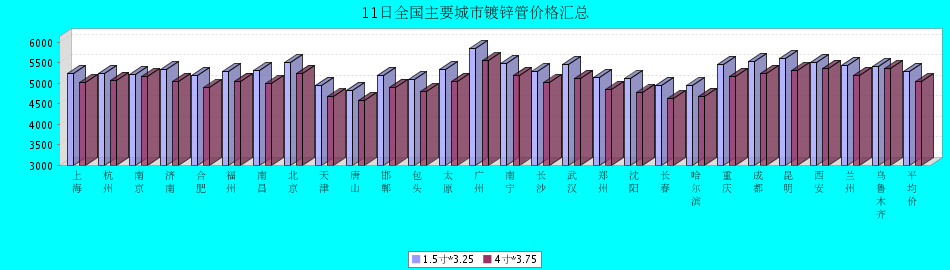 11日全国主要城市镀锌管价格汇总
6000
5500
5000
4500
4000
3500
3000
上海 杭州 南京 济南 合肥 福州 南昌 北京 天津 唐山 邯郸 包头 太原 广州 南宁 长沙 武汉 郑州 沈阳 长春 哈尔滨 重庆 成都 昆明 西安 兰州 乌鲁木齐 平均价
1.5寸*3.25 4寸*3.75